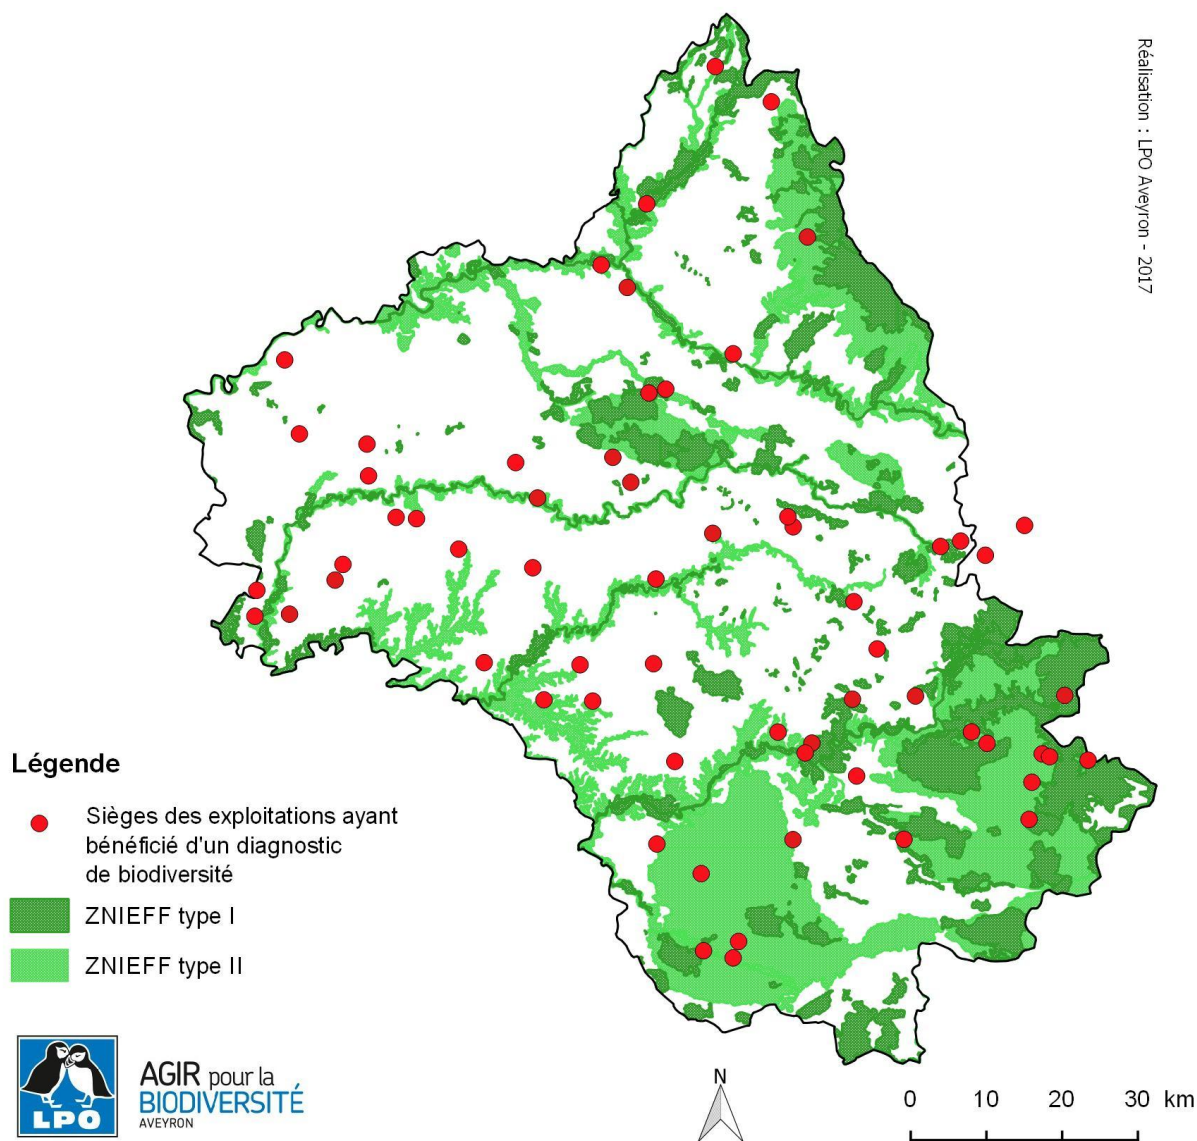 Réalisation : LPO Aveyron - 2017
Légende
Sièges des exploitations ayant
bénéficié d'un diagnostic
de biodiversité
ZNIEFF type I
ZNIEFF type II
LPO
AGIR pour la
BIODIVERSITÉ
AVEYRON
N
0 10 20 30 km